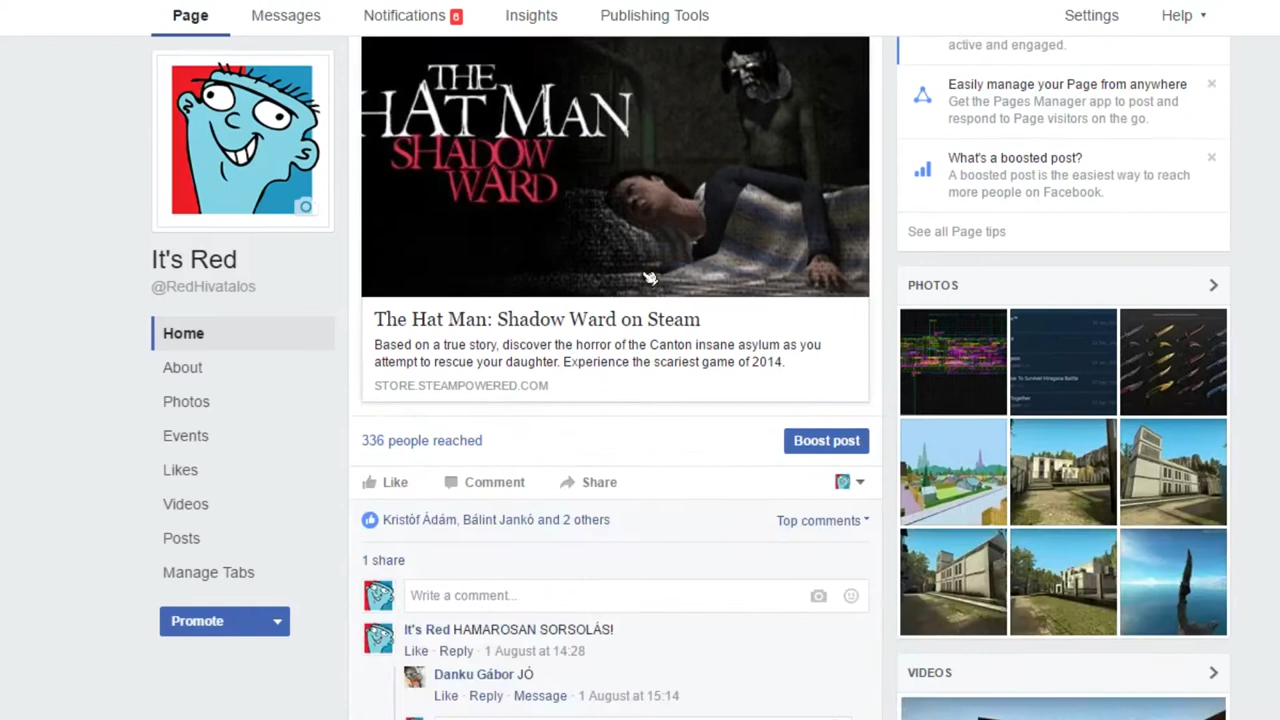 Page Messages Notifications 6 Insights Publishing Tools Settings Help
THE
HAT MAN
SHADOW
WARD
The Hat Man: Shadow Ward on Steam
Based on a true story, discover the horror of the Canton insane asylum as you
attempt to rescue your daughter. Experience the scariest game of 2014.
STORE.STEAMPOWERED.COM
336 people reached
Boost post
Like Comment Share
Kristóf Ádám, Bálint Jankó and 2 others
Top comments
1 share
Write a comment...
It's Red HAMAROSAN SORSOLÁS!
Like · Reply · 1 August at 14:28
Danku Gábor JÓ
Like · Reply · Message · 1 August at 15:14
It's Red
@RedHivatalos
Home
About
Photos
Events
Likes
Videos
Posts
Manage Tabs
Promote
active and engaged.
Easily manage your Page from anywhere
Get the Pages Manager app to post and
respond to Page visitors on the go.
What's a boosted post?
A boosted post is the easiest way to reach
more people on Facebook.
See all Page tips
PHOTOS
VIDEOS